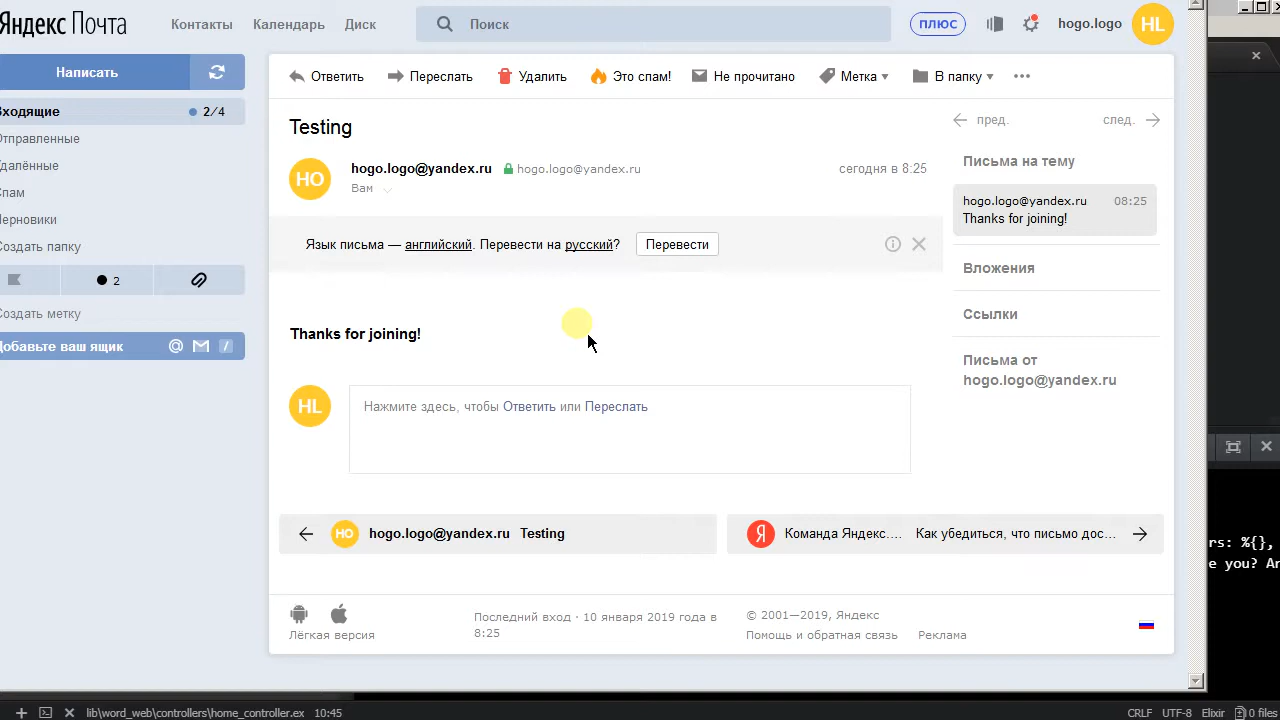 Яндекс Почта
Контакты
Календарь
Диск
Поиск
ПЛЮС
hogo.logo
HL
Написать
Входящие
2/4
Отправленные
Удалённые
Спам
Черновики
Создать папку
2
Создать метку
Добавьте ваш ящик
@
/
Ответить
Переслать
Удалить
Это спам!
Не прочитано
Метка
В папку
Testing
HO
hogo.logo@yandex.ru
hogo.logo@yandex.ru
сегодня в 8:25
Вам
Язык письма — английский. Перевести на русский?
Перевести
Thanks for joining!
HL
Нажмите здесь, чтобы Ответить или Переслать
пред.
след.
Письма на тему
hogo.logo@yandex.ru 08:25
Thanks for joining!
Вложения
Ссылки
Письма от
hogo.logo@yandex.ru
HO
hogo.logo@yandex.ru Testing
Я
Команда Яндекс.... Как убедиться, что письмо дос...
Лёгкая версия
Последний вход · 10 января 2019 года в
8:25
© 2001—2019, Яндекс
Помощь и обратная связь
Реклама
rs: %{},
e you? Ar
lib\word_web\controllers\home_controller.ex 10:45
CRLF
UTF-8
Elixir
0 files